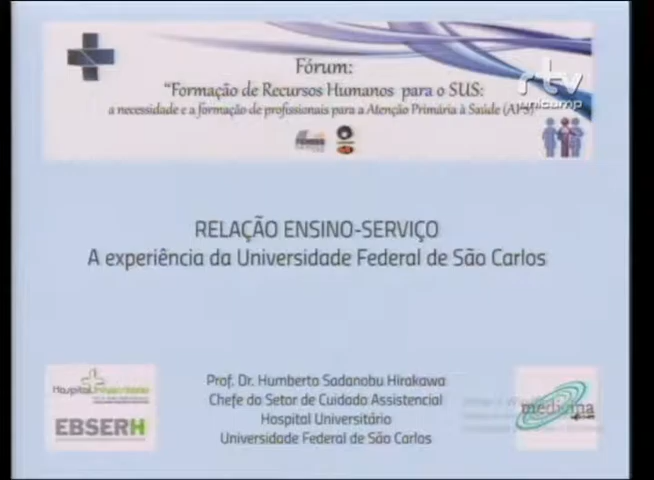 Fórum:
"Formação de Recursos Humanos para o SUS:
a necessidade e a formação de profissionais para a Atenção Primária à Saúde (APS)
rtv
unicamp
RELAÇÃO ENSINO-SERVIÇO
A experiência da Universidade Federal de São Carlos
Hospital
EBSERH
Prof. Dr. Humberto Sadanobu Hirakawa
Chefe do Setor de Cuidado Assistencial
Hospital Universitário
Universidade Federal de São Carlos
medicina